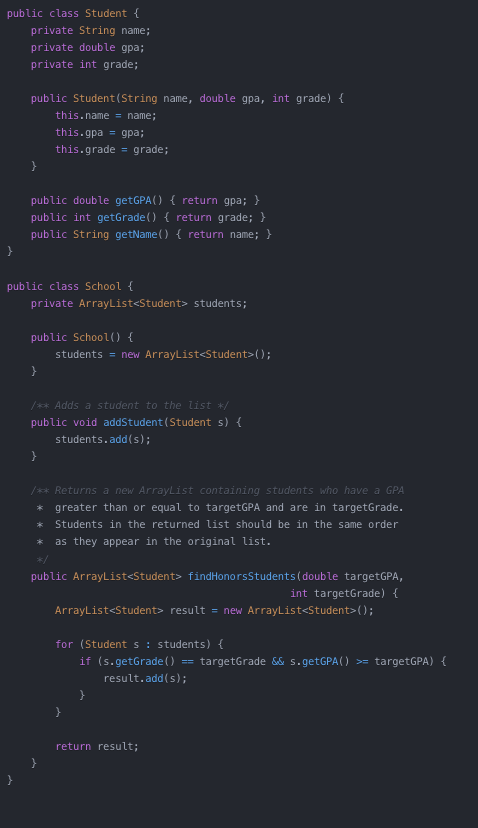 public class Student {
    private String name;
    private double gpa;
    private int grade;

    public Student(String name, double gpa, int grade) {
        this.name = name;
        this.gpa = gpa;
        this.grade = grade;
    }

    public double getGPA() { return gpa; }
    public int getGrade() { return grade; }
    public String getName() { return name; }
}

public class School {
    private ArrayList<Student> students;

    public School() {
        students = new ArrayList<Student>();
    }

    /** Adds a student to the list */
    public void addStudent(Student s) {
        students.add(s);
    }

    /** Returns a new ArrayList containing students who have a GPA
     *  greater than or equal to targetGPA and are in targetGrade.
     *  Students in the returned list should be in the same order
     *  as they appear in the original list.
     */
    public ArrayList<Student> findHonorsStudents(double targetGPA,
                                               int targetGrade) {
        ArrayList<Student> result = new ArrayList<Student>();

        for (Student s : students) {
            if (s.getGrade() == targetGrade && s.getGPA() >= targetGPA) {
                result.add(s);
            }
        }

        return result;
    }
}